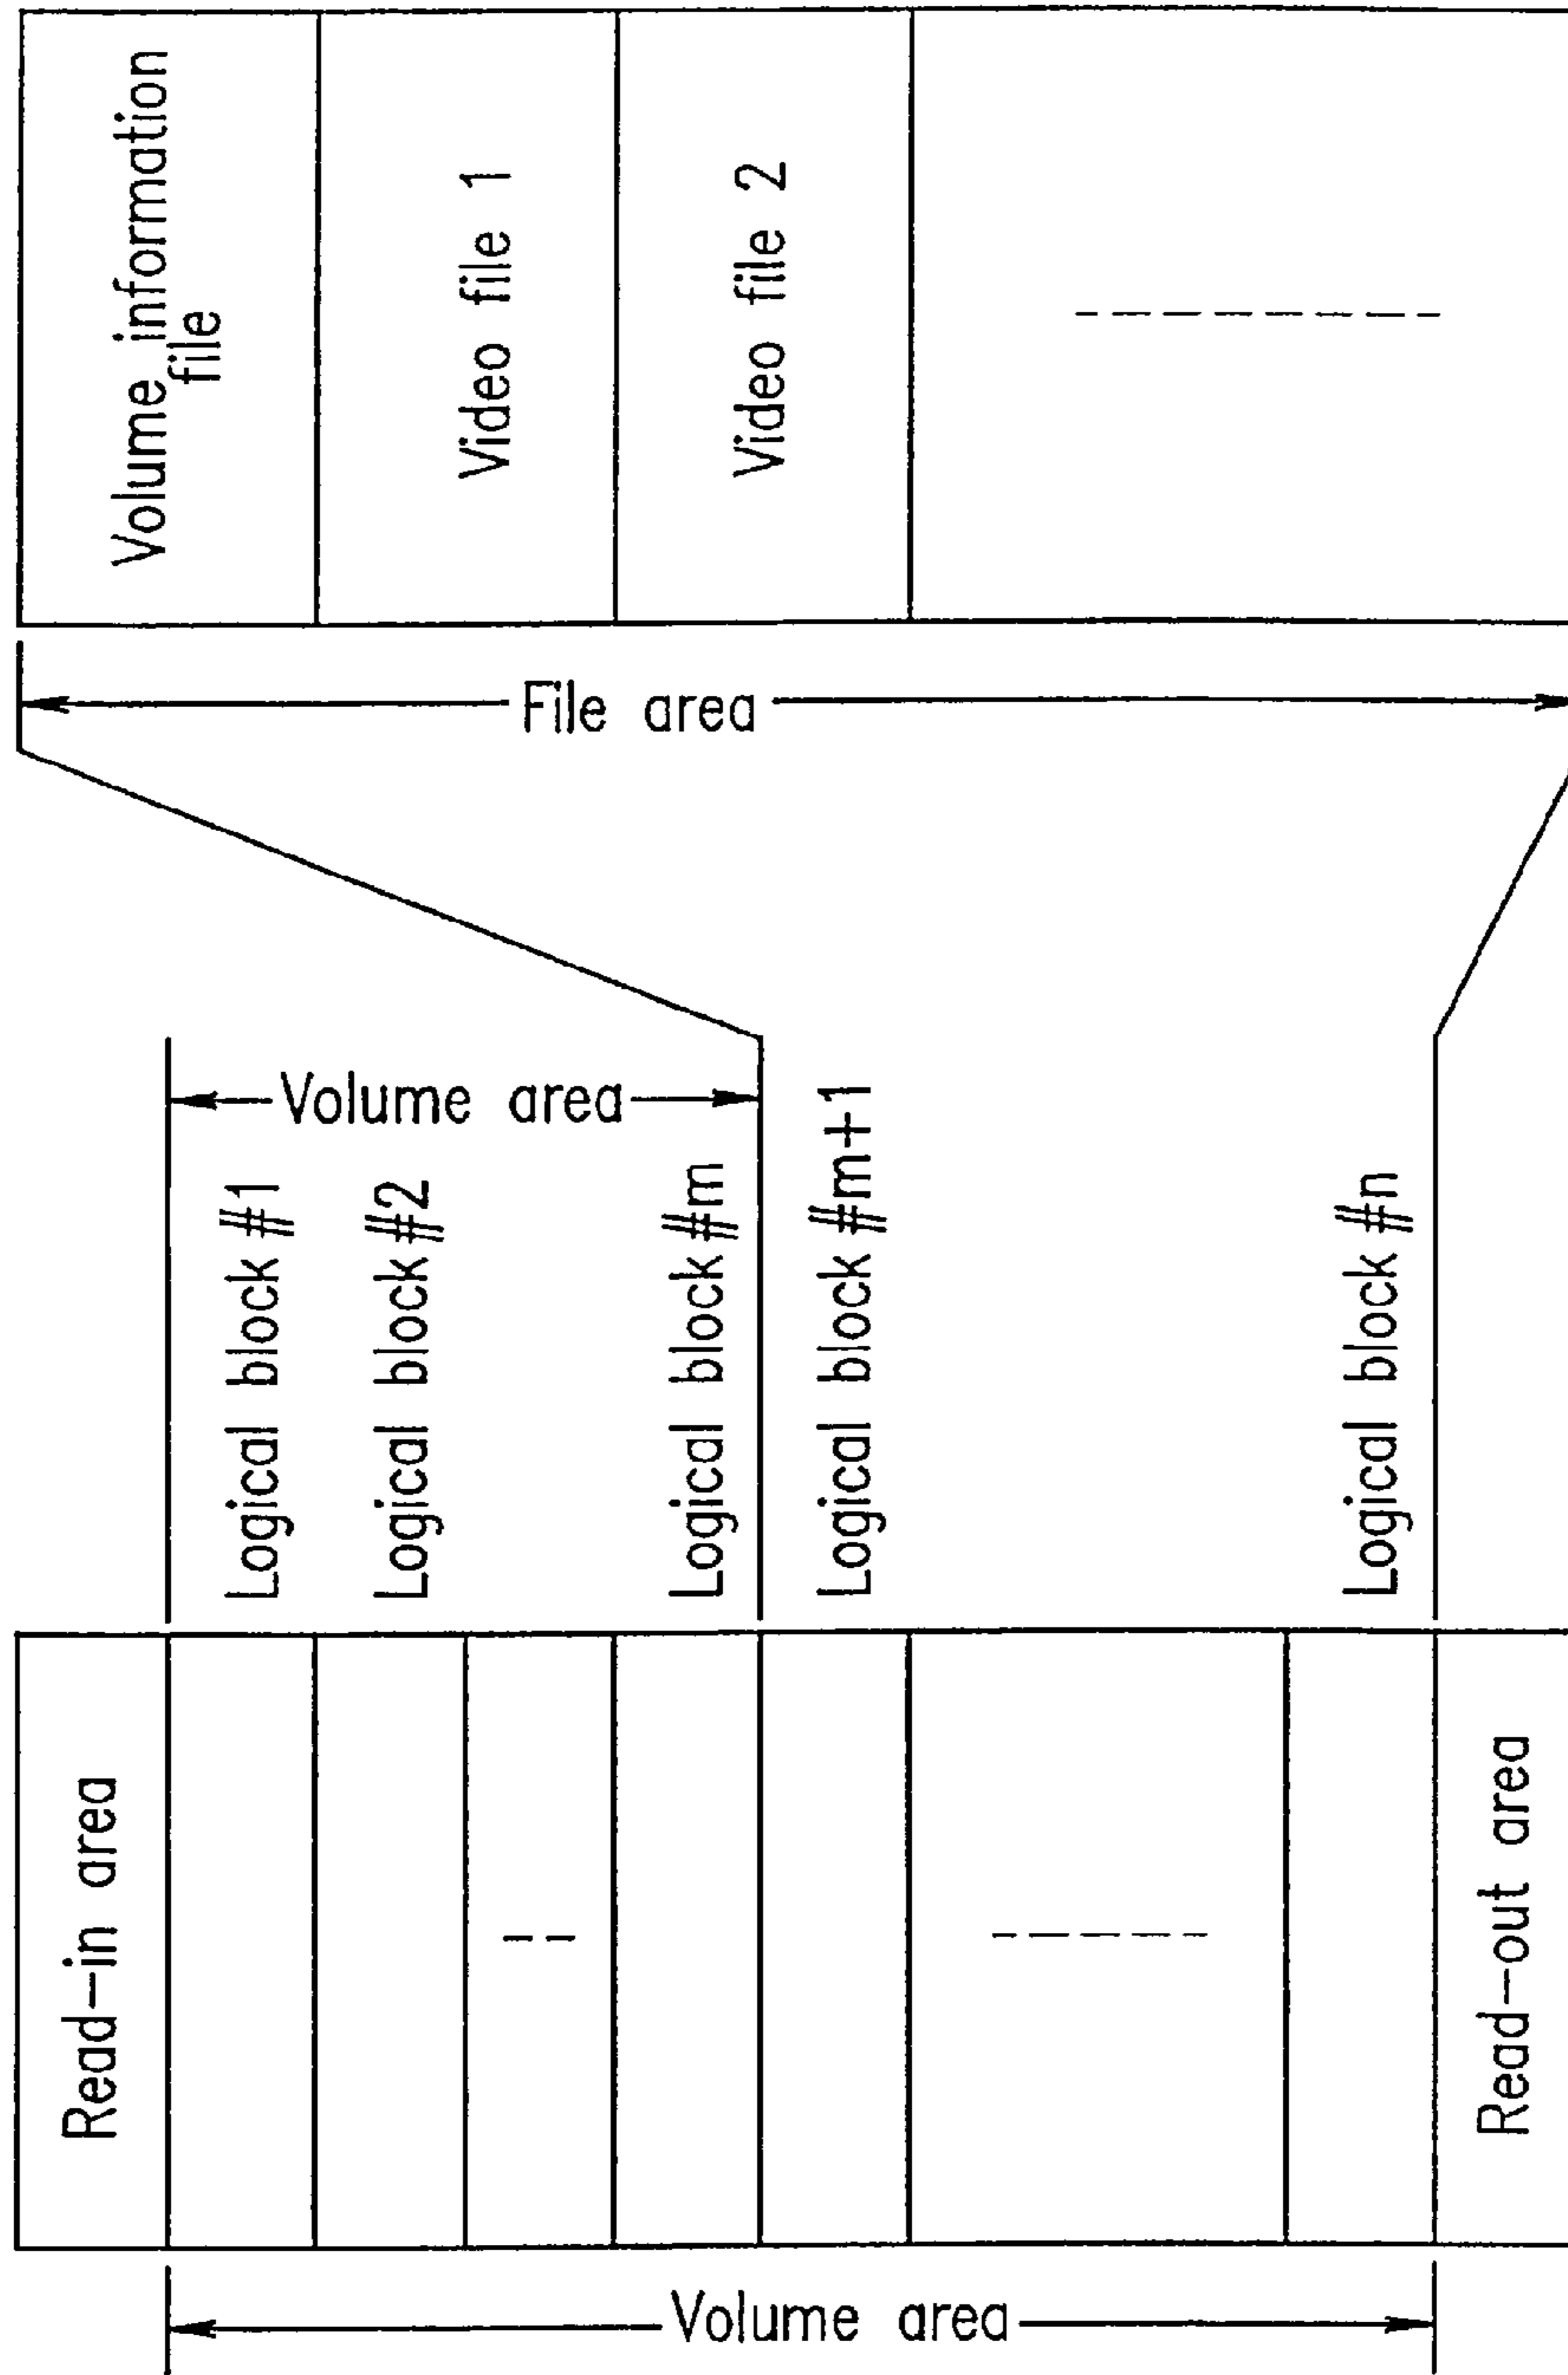 Volume area
Read-in area
Read-out area
Logical block #1
Logical block #2
Logical block #m
Logical block #m+1
Logical block #n
Volume area
File area
Volume information
file
Video file 1
Video file 2